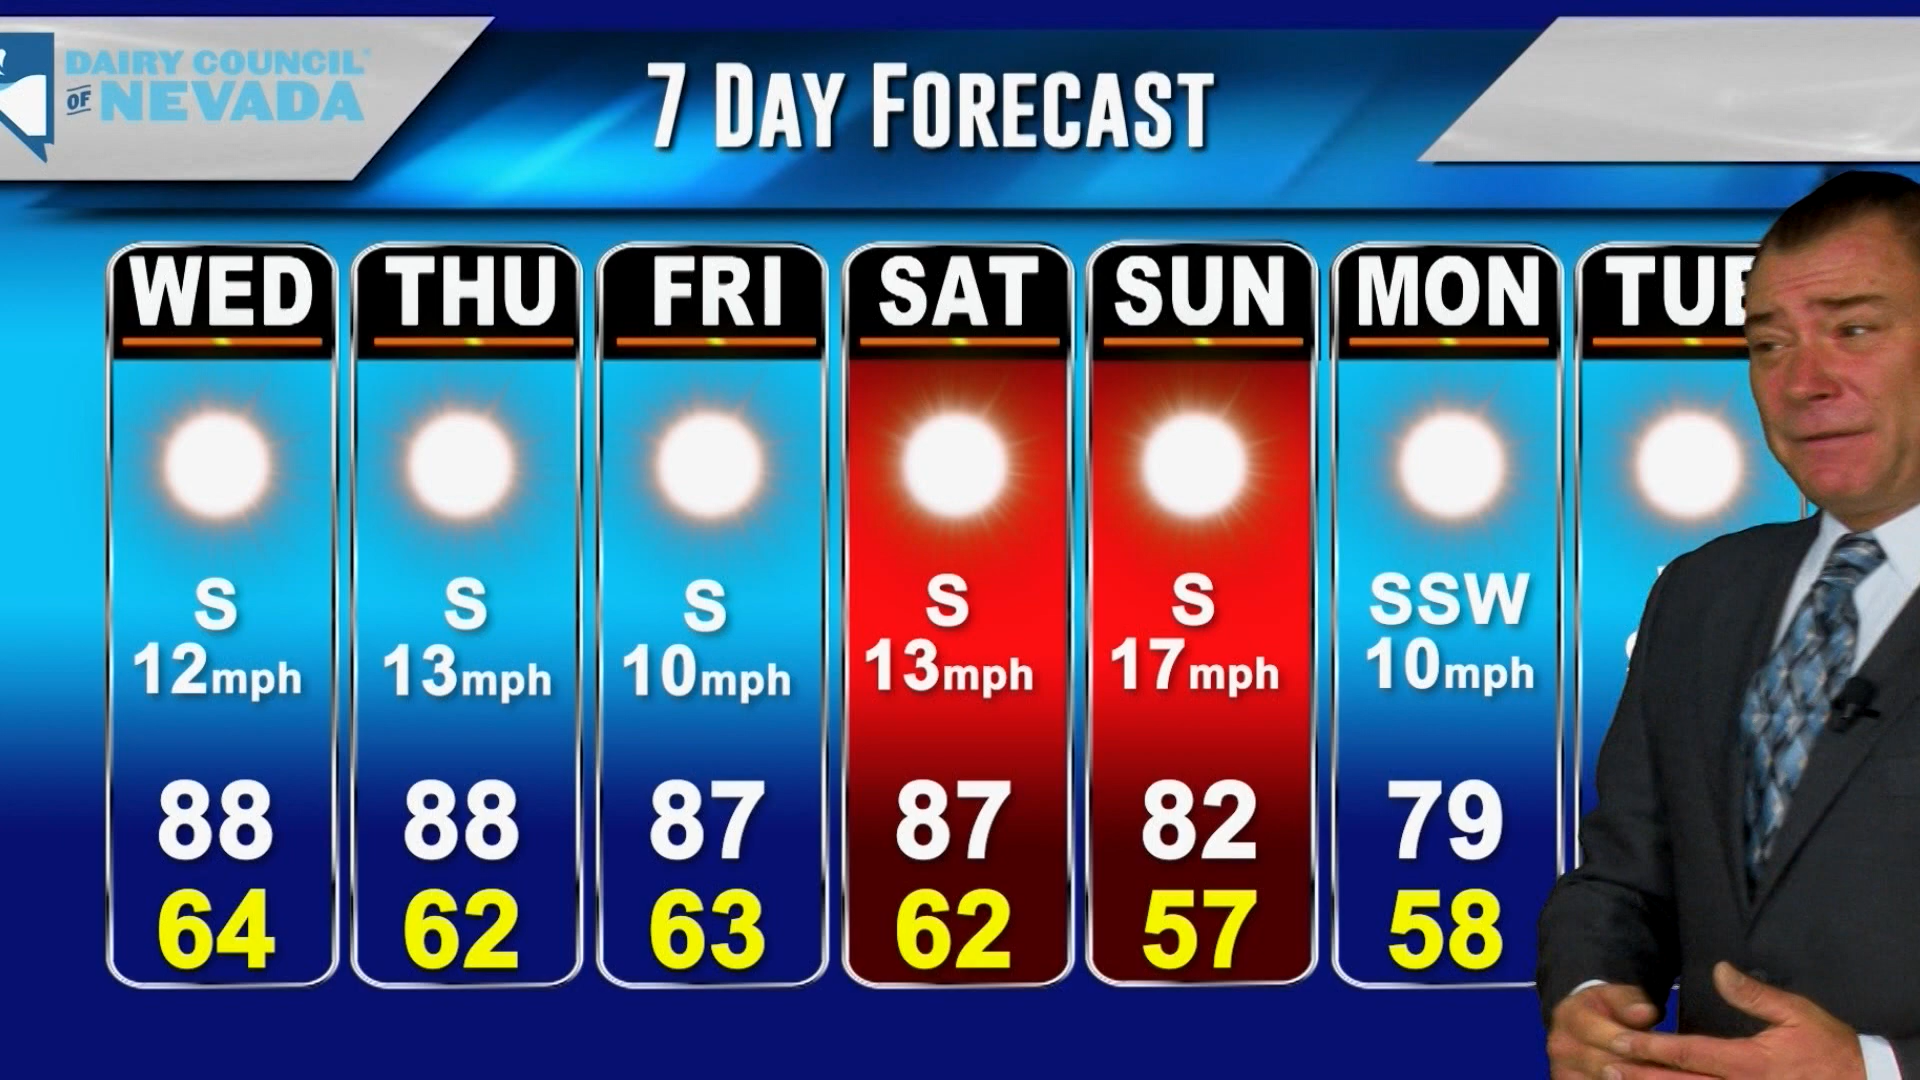 DAIRY COUNCIL
OF NEVADA
7 DAY FORECAST
WED THU FRI SAT SUN MON
S S S S S SSW
12mph 13mph 10mph 13mph 17mph 10mph
88 88 87 87 82 79
64 62 63 62 57 58